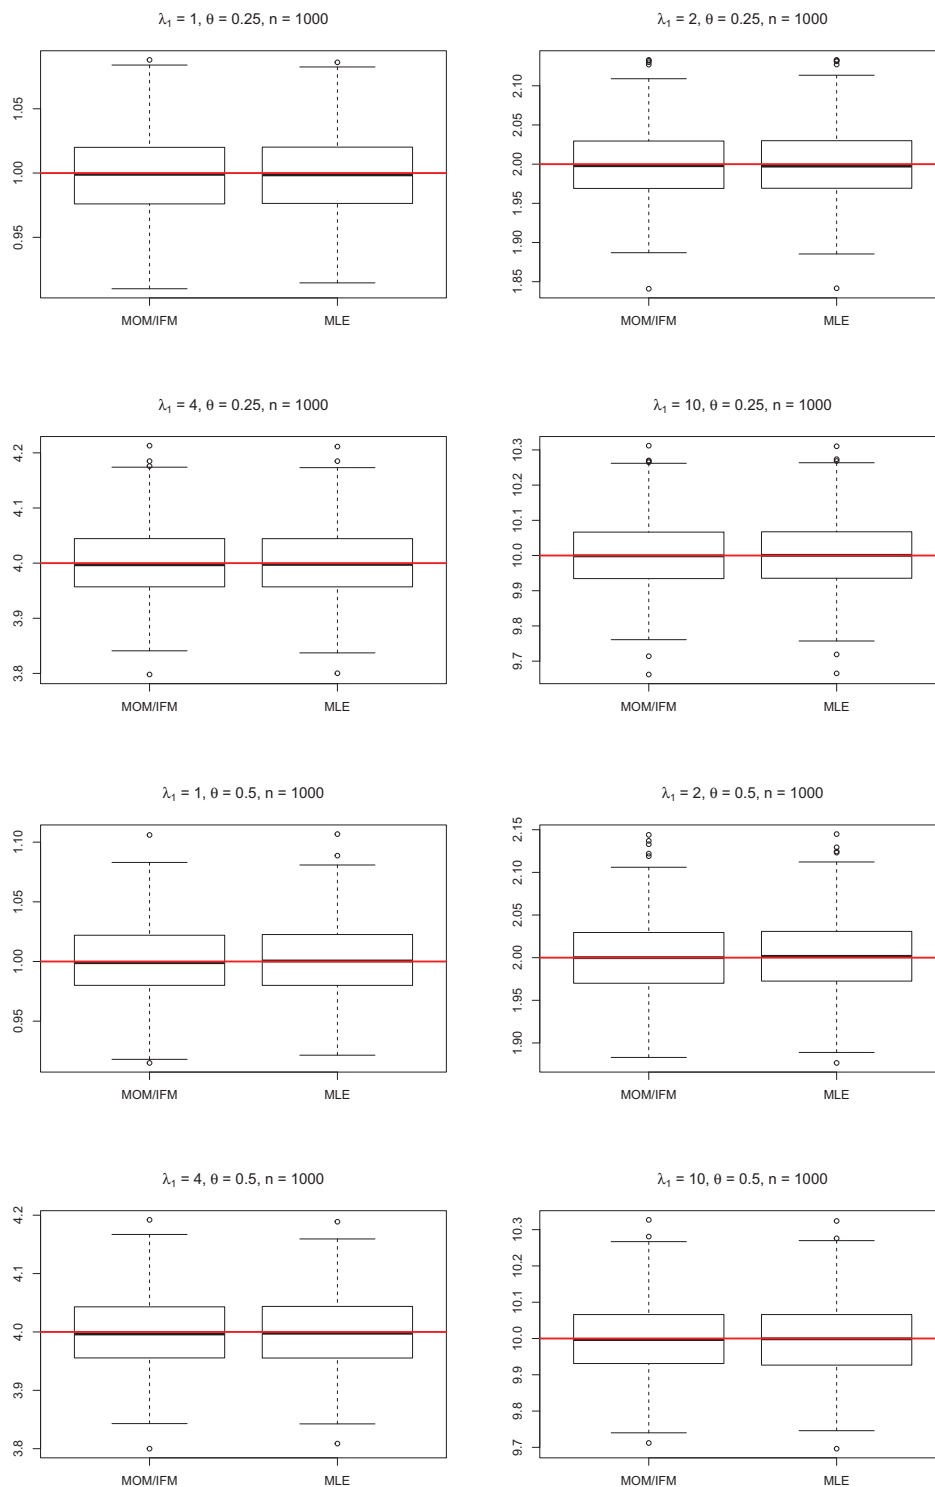 λ₁ = 1, θ = 0.25, n = 1000
1.05
1.00
0.95
MOM/IFM MLE
λ₁ = 2, θ = 0.25, n = 1000
2.10
2.05
2.00
1.95
1.90
1.85
MOM/IFM MLE
λ₁ = 4, θ = 0.25, n = 1000
4.2
4.1
4.0
3.9
3.8
MOM/IFM MLE
λ₁ = 10, θ = 0.25, n = 1000
10.3
10.2
10.1
10.0
9.9
9.8
9.7
MOM/IFM MLE
λ₁ = 1, θ = 0.5, n = 1000
1.10
1.05
1.00
0.95
MOM/IFM MLE
λ₁ = 2, θ = 0.5, n = 1000
2.15
2.10
2.05
2.00
1.95
1.90
MOM/IFM MLE
λ₁ = 4, θ = 0.5, n = 1000
4.2
4.1
4.0
3.9
3.8
MOM/IFM MLE
λ₁ = 10, θ = 0.5, n = 1000
10.3
10.2
10.1
10.0
9.9
9.8
9.7
MOM/IFM MLE